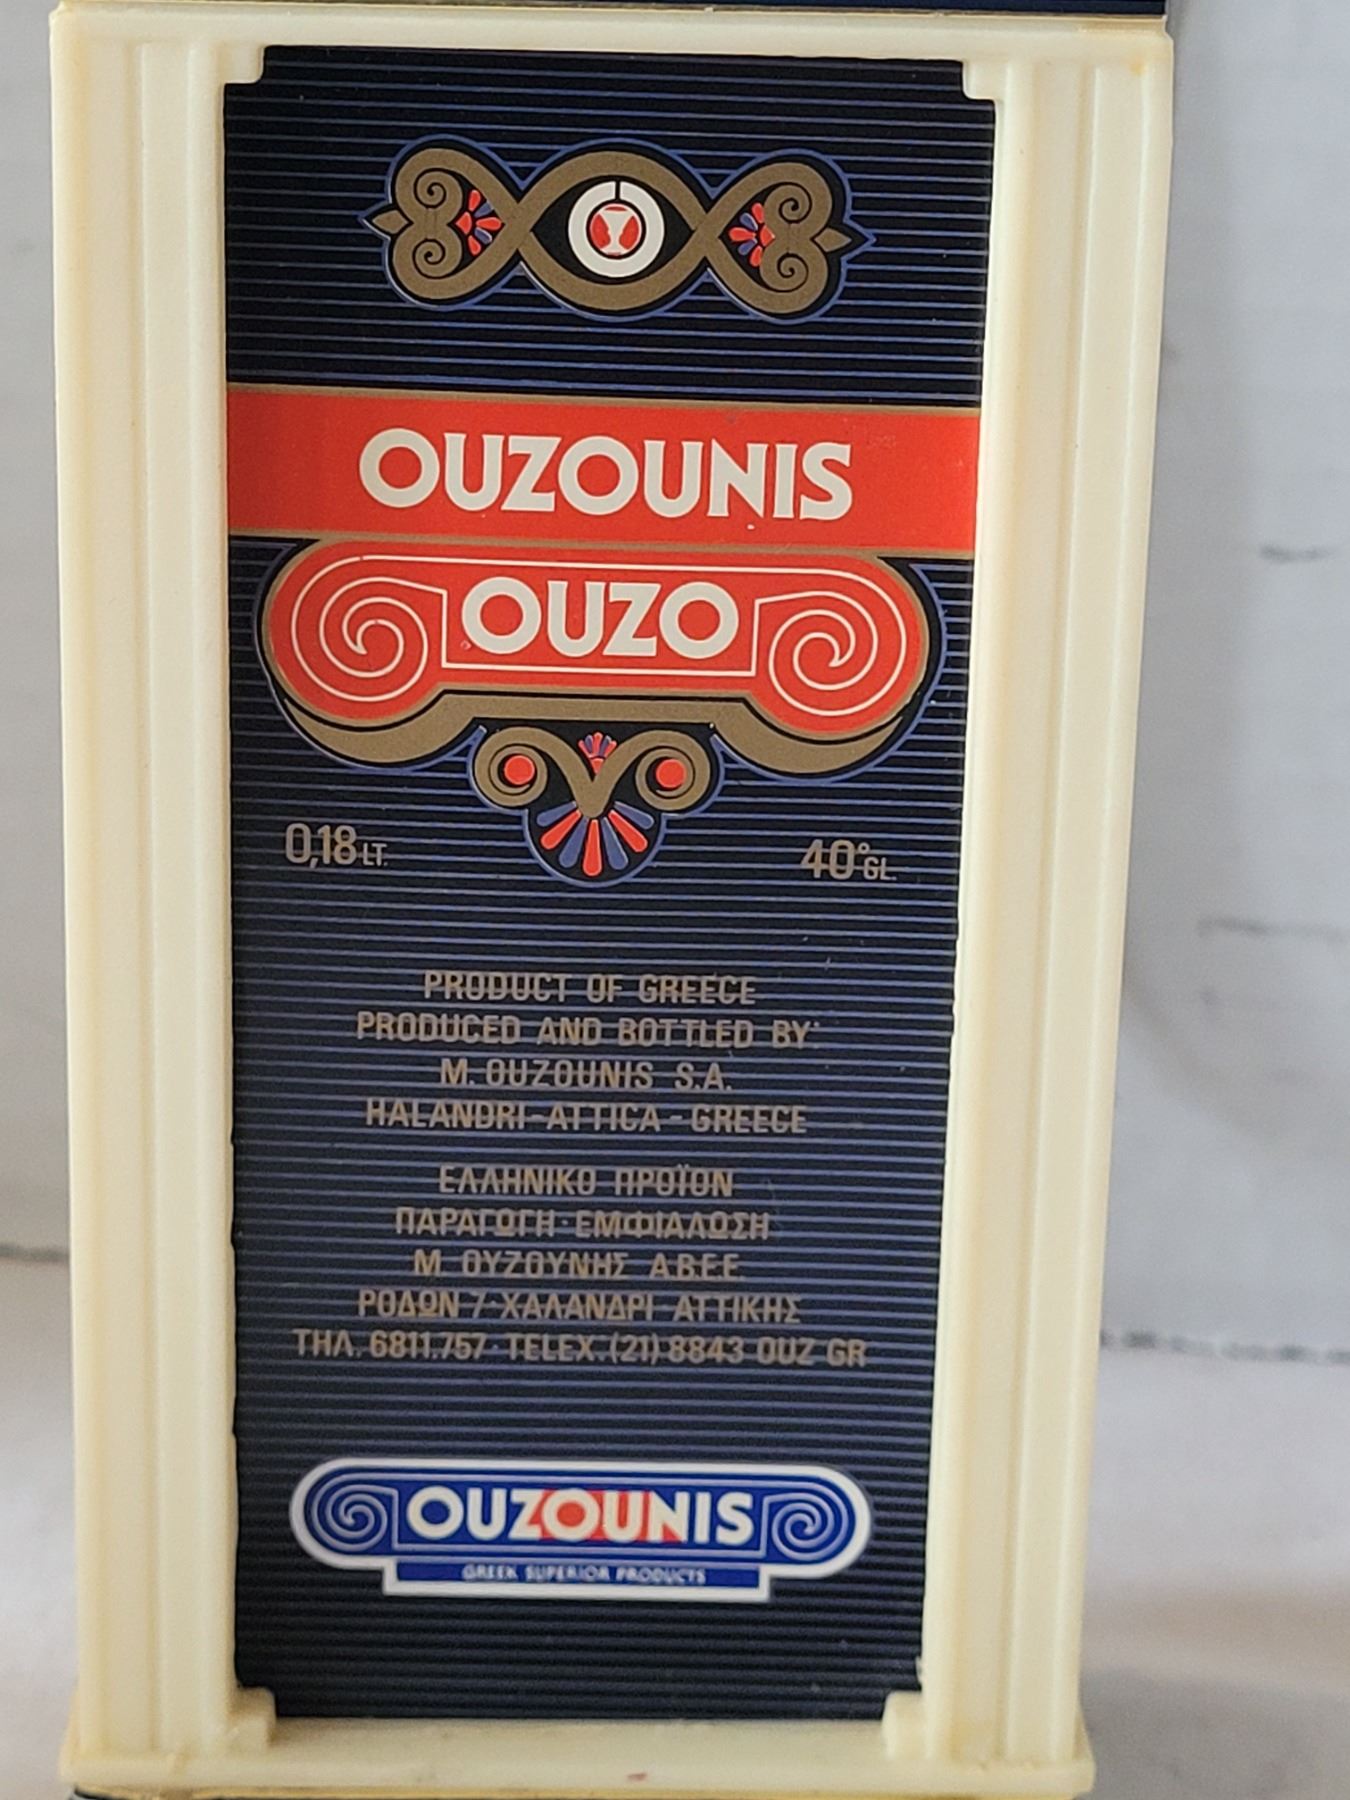 OUZOUNIS
OUZO
0,18 LT. 40° GL.
PRODUCT OF GREECE
PRODUCED AND BOTTLED BY:
M. OUZOUNIS S.A.
HALANDRI-ATTICA-GREECE
ΕΛΛΗΝΙΚΟ ΠΡΟΪΟΝ
ΠΑΡΑΓΩΓΗ·ΕΜΦΙΑΛΩΣΗ
Μ ΟΥΖΟΥΝΗΣ Α.Β.Ε.Ε.
ΡΟΔΩΝ 7·ΧΑΛΑΝΔΡΙ ΑΤΤΙΚΗΣ
ΤΗΛ. 6811.757·TELEX.(21) 8843 OUZ GR
OUZOUNIS
GREEK SUPERIOR PRODUCTS